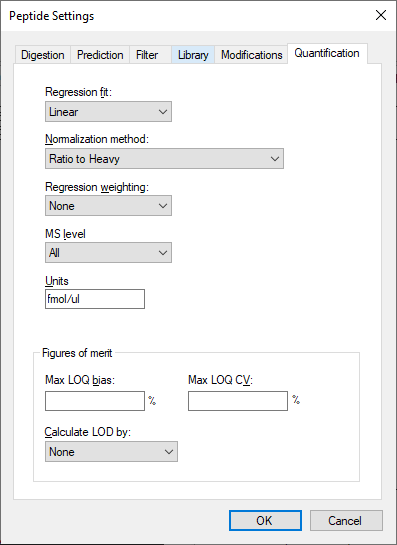 Peptide Settings
Digestion Prediction Filter Library Modifications Quantification
Regression fit:
Linear
Normalization method:
Ratio to Heavy
Regression weighting:
None
MS level
All
Units
fmol/ul
Figures of merit
Max LOQ bias: Max LOQ CV:
% %
Calculate LOD by:
None
OK Cancel